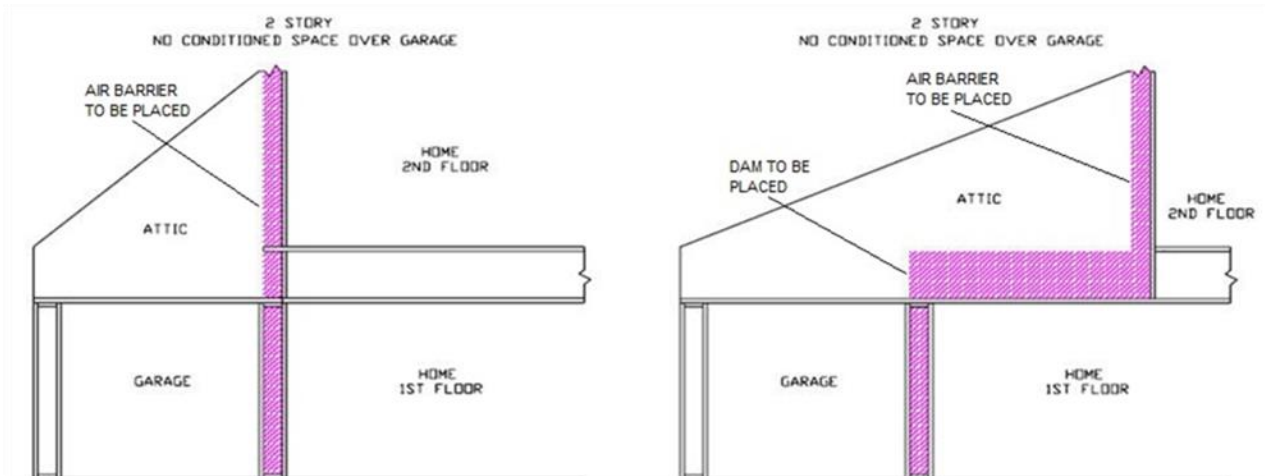 2 STORY
NO CONDITIONED SPACE OVER GARAGE
AIR BARRIER
TO BE PLACED
HOME
2ND FLOOR
ATTIC
GARAGE
HOME
1ST FLOOR
2 STORY
NO CONDITIONED SPACE OVER GARAGE
AIR BARRIER
TO BE PLACED
DAM TO BE
PLACED
ATTIC
HOME
2ND FLOOR
GARAGE
HOME
1ST FLOOR